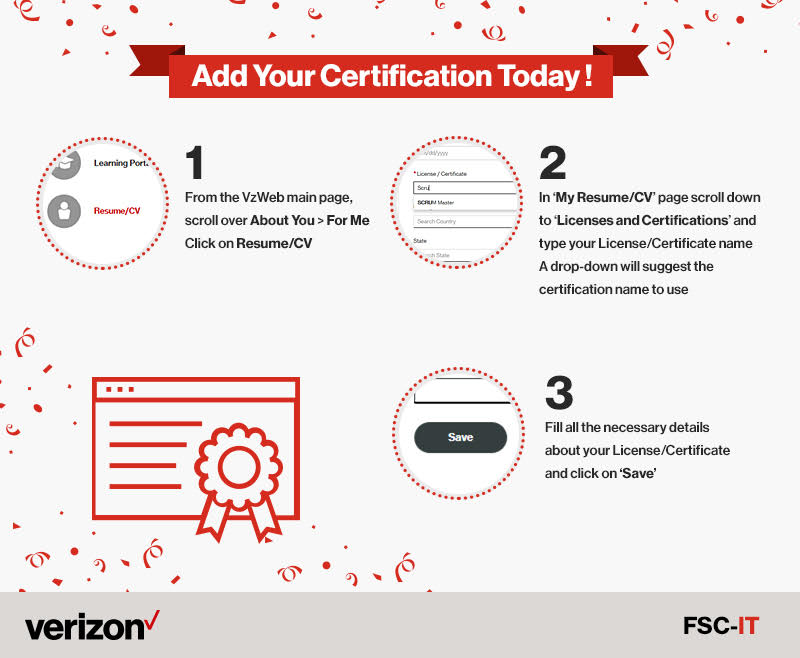 Add Your Certification Today!
Learning Port
Resume/CV
1
From the VzWeb main page,
scroll over About You > For Me
Click on Resume/CV
/dd/yyyy
* License / Certificate
Scru
SCRUM Master
Search Country
State
State
2
In ‘My Resume/CV’ page scroll down
to ‘Licenses and Certifications’ and
type your License/Certificate name
A drop-down will suggest the
certification name to use
Save
3
Fill all the necessary details
about your License/Certificate
and click on ‘Save’
verizon
FSC-IT